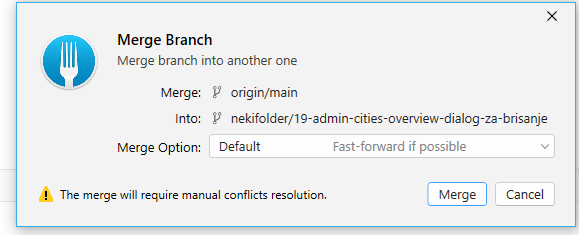 Merge Branch
Merge branch into another one
Merge: origin/main
Into: nekifolder/19-admin-cities-overview-dialog-za-brisanje
Merge Option: Default Fast-forward if possible
The merge will require manual conflicts resolution. Merge Cancel